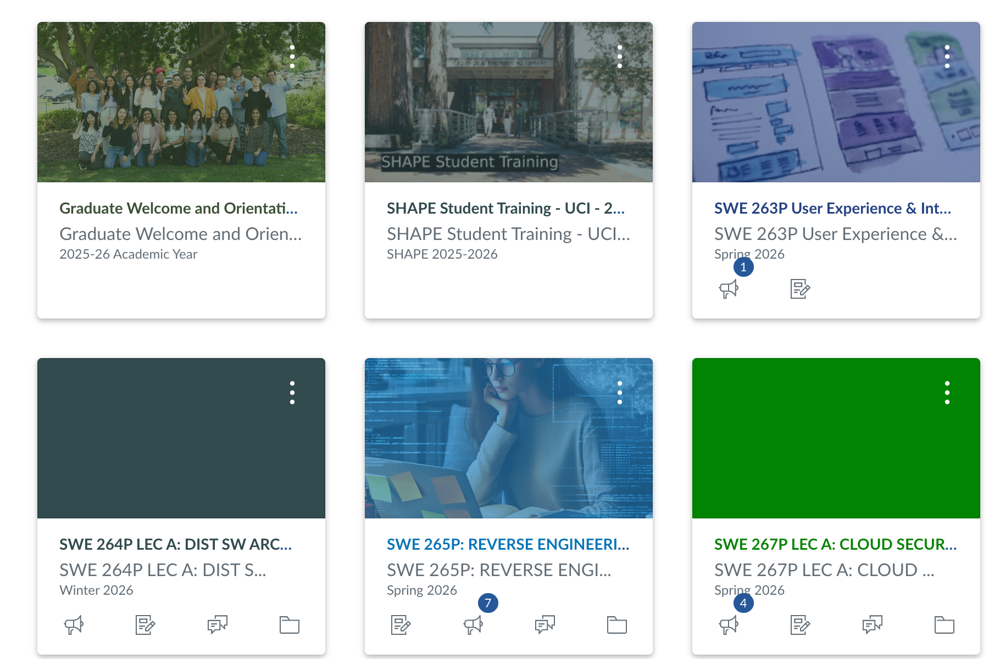 SHAPE Student Training
Graduate Welcome and Orientati...
Graduate Welcome and Orien...
2025-26 Academic Year
SHAPE Student Training - UCI - 2...
SHAPE Student Training - UCI...
SHAPE 2025-2026
SWE 263P User Experience & Int...
SWE 263P User Experience &...
Spring 2026
1
SWE 264P LEC A: DIST SW ARC...
SWE 264P LEC A: DIST S...
Winter 2026
SWE 265P: REVERSE ENGINEERI...
SWE 265P: REVERSE ENGI...
Spring 2026
7
SWE 267P LEC A: CLOUD SECUR...
SWE 267P LEC A: CLOUD ...
Spring 2026
4